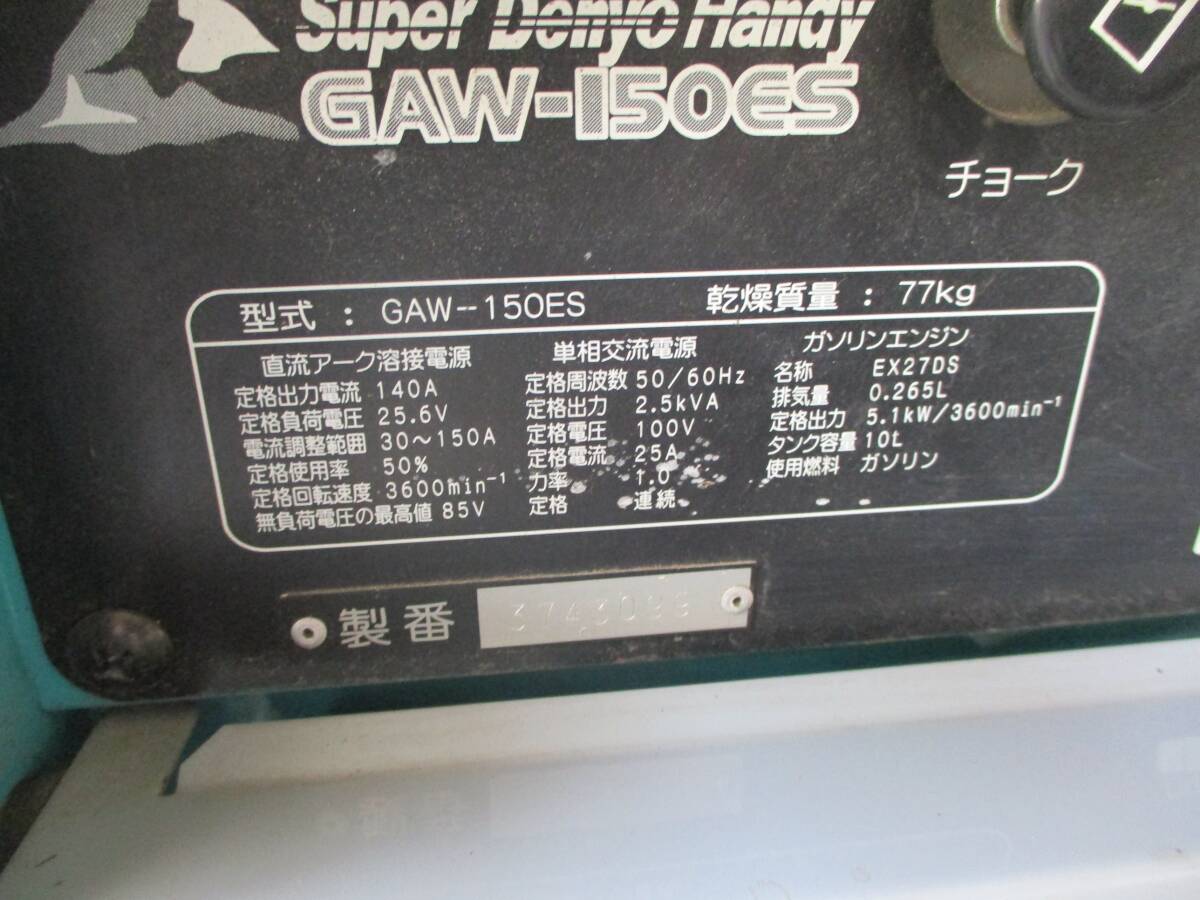 Super Denyo Handy
GAW-150ES
チョーク
型式 : GAW--150ES 乾燥質量 : 77kg
直流アーク溶接電源
定格出力電流 140A
定格負荷電圧 25.6V
電流調整範囲 30～150A
定格使用率 50%
定格回転速度 3600min⁻¹
無負荷電圧の最高値 85V
単相交流電源
定格周波数 50/60Hz
定格出力 2.5kVA
定格電圧 100V
定格電流 25A
力率 1.0
定格 連続
ガソリンエンジン
名称 EX27DS
排気量 0.265L
定格出力 5.1kW/3600min⁻¹
タンク容量 10L
使用燃料 ガソリン
製番